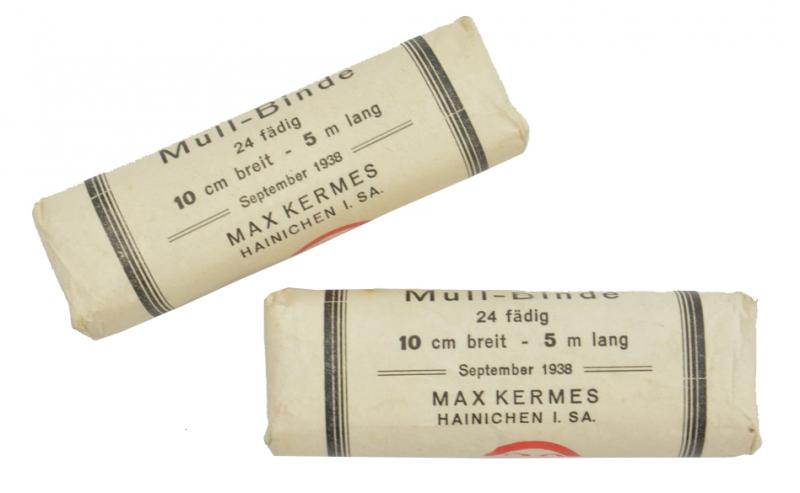 Mull-Binde
24 fädig
10 cm breit - 5 m lang
September 1938
MAX KERMES
HAINICHEN I. SA.
Mull-Binde
24 fädig
10 cm breit - 5 m lang
September 1938
MAX KERMES
HAINICHEN I. SA.